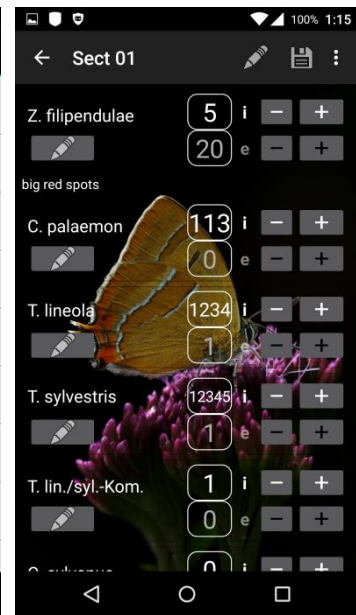 100% 1:15
Sect 01
Z. filipendulae 5 i − +
20 e − +
big red spots
C. palaemon 113 i − +
0 e − +
T. lineola 1234 i − +
1 e − +
T. sylvestris 12345 i − +
1 e − +
T. lin./syl.-Kom. 1 i − +
0 e − +